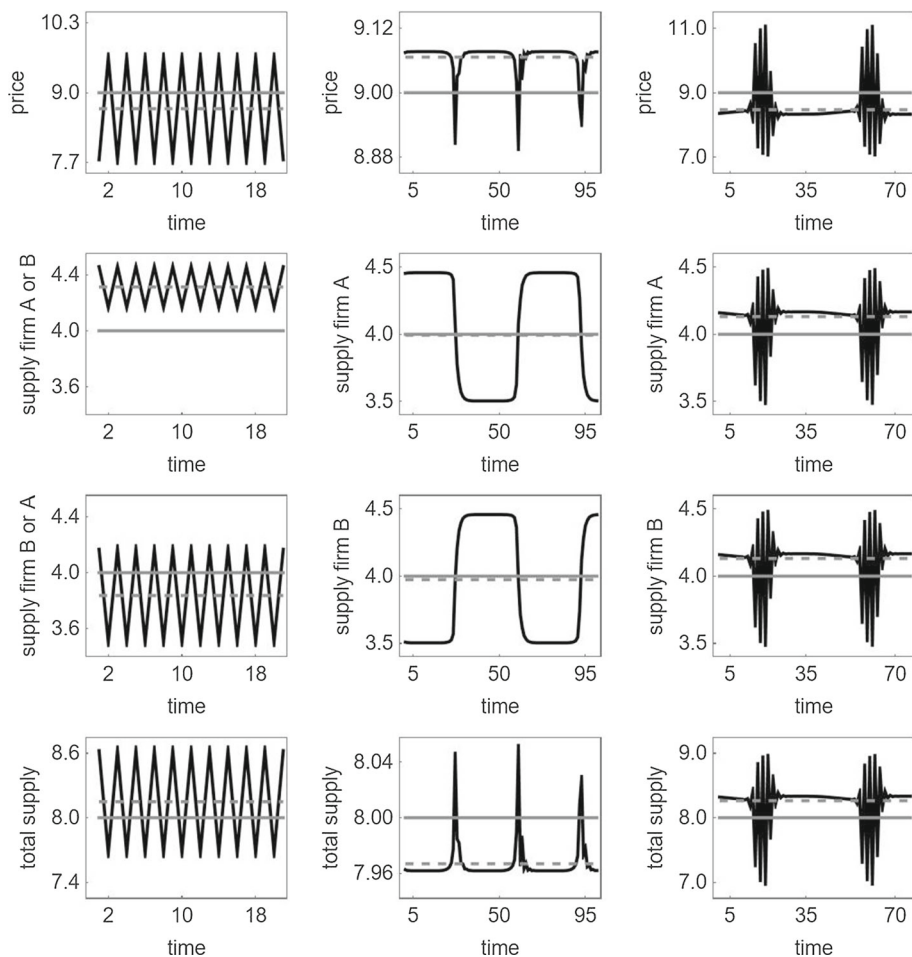 price
10.3
9.0
7.7
2 10 18
time
price
9.12
9.00
8.88
5 50 95
time
price
11.0
9.0
7.0
5 35 70
time
supply firm A or B
4.4
4.0
3.6
2 10 18
time
supply firm A
4.5
4.0
3.5
5 50 95
time
supply firm A
4.5
4.0
3.5
5 35 70
time
supply firm B or A
4.4
4.0
3.6
2 10 18
time
supply firm B
4.5
4.0
3.5
5 50 95
time
supply firm B
4.5
4.0
3.5
5 35 70
time
total supply
8.6
8.0
7.4
2 10 18
time
total supply
8.04
8.00
7.96
5 50 95
time
total supply
9.0
8.0
7.0
5 35 70
time